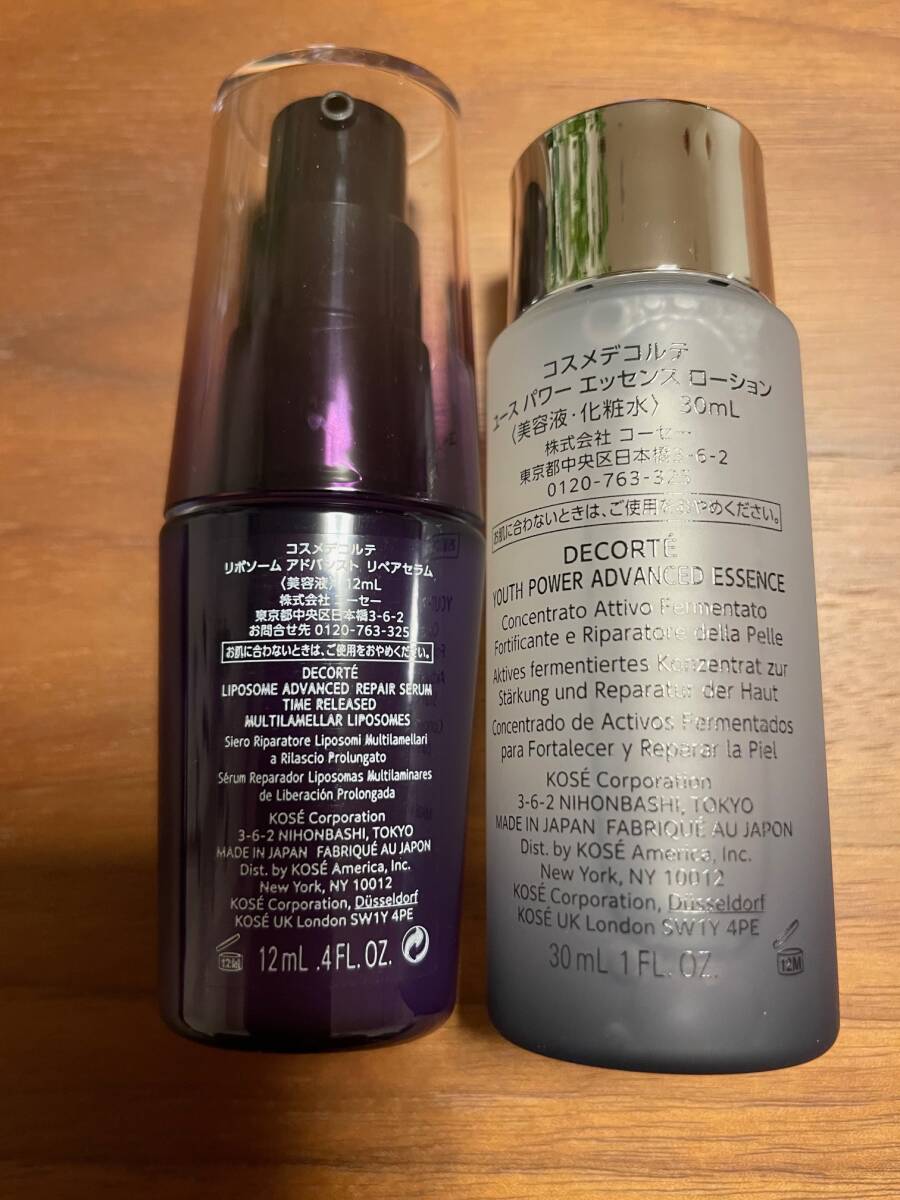 コスメデコルテ
リポソーム アドバンスト リペアセラム
〈美容液〉 12mL
株式会社 コーセー
東京都中央区日本橋3-6-2
お問合せ先 0120-763-325
お肌に合わないときは、ご使用をおやめください。
DECORTÉ
LIPOSOME ADVANCED REPAIR SERUM
TIME RELEASED
MULTILAMELLAR LIPOSOMES
Siero Riparatore Liposomi Multilamellari
a Rilascio Prolungato
Sérum Reparador Liposomas Multilaminares
de Liberación Prolongada
KOSÉ Corporation
3-6-2 NIHONBASHI, TOKYO
MADE IN JAPAN FABRIQUÉ AU JAPON
Dist. by KOSÉ America, Inc.
New York, NY 10012
KOSÉ Corporation, Düsseldorf
KOSÉ UK London SW1Y 4PE
12M
12mL .4FL.OZ.
コスメデコルテ
ユース パワー エッセンス ローション
〈美容液・化粧水〉 30mL
株式会社 コーセー
東京都中央区日本橋3-6-2
0120-763-325
お肌に合わないときは、ご使用をおやめください。
DECORTÉ
YOUTH POWER ADVANCED ESSENCE
Concentrato Attivo Fermentato
Fortificante e Riparatore della Pelle
Aktives fermentiertes Konzentrat zur
Stärkung und Reparatur der Haut
Concentrado de Activos Fermentados
para Fortalecer y Reparar la Piel
KOSÉ Corporation
3-6-2 NIHONBASHI, TOKYO
MADE IN JAPAN FABRIQUÉ AU JAPON
Dist. by KOSÉ America, Inc.
New York, NY 10012
KOSÉ Corporation, Düsseldorf
KOSÉ UK London SW1Y 4PE
30mL 1FL.OZ.
12M